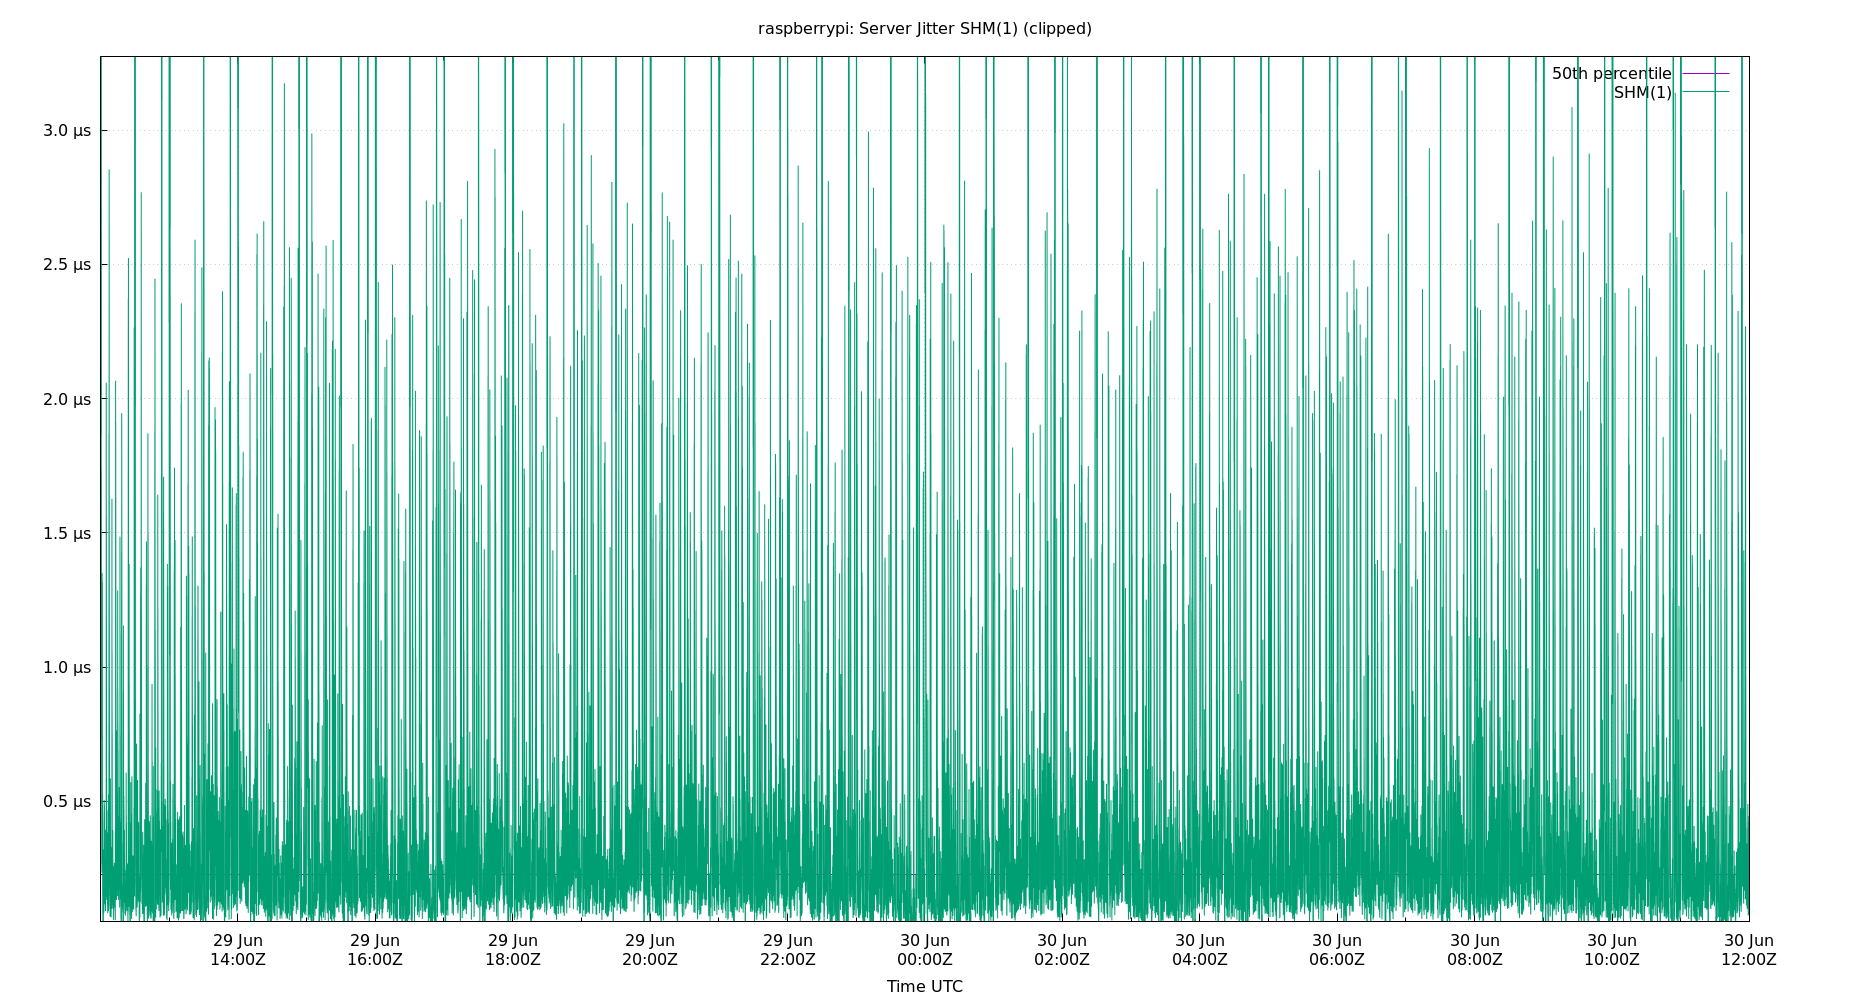 raspberrypi: Server Jitter SHM(1) (clipped)
50th percentile
SHM(1)
3.0 µs
2.5 µs
2.0 µs
1.5 µs
1.0 µs
0.5 µs
29 Jun 29 Jun 29 Jun 29 Jun 29 Jun 30 Jun 30 Jun 30 Jun 30 Jun 30 Jun 30 Jun 30 Jun
14:00Z 16:00Z 18:00Z 20:00Z 22:00Z 00:00Z 02:00Z 04:00Z 06:00Z 08:00Z 10:00Z 12:00Z
Time UTC